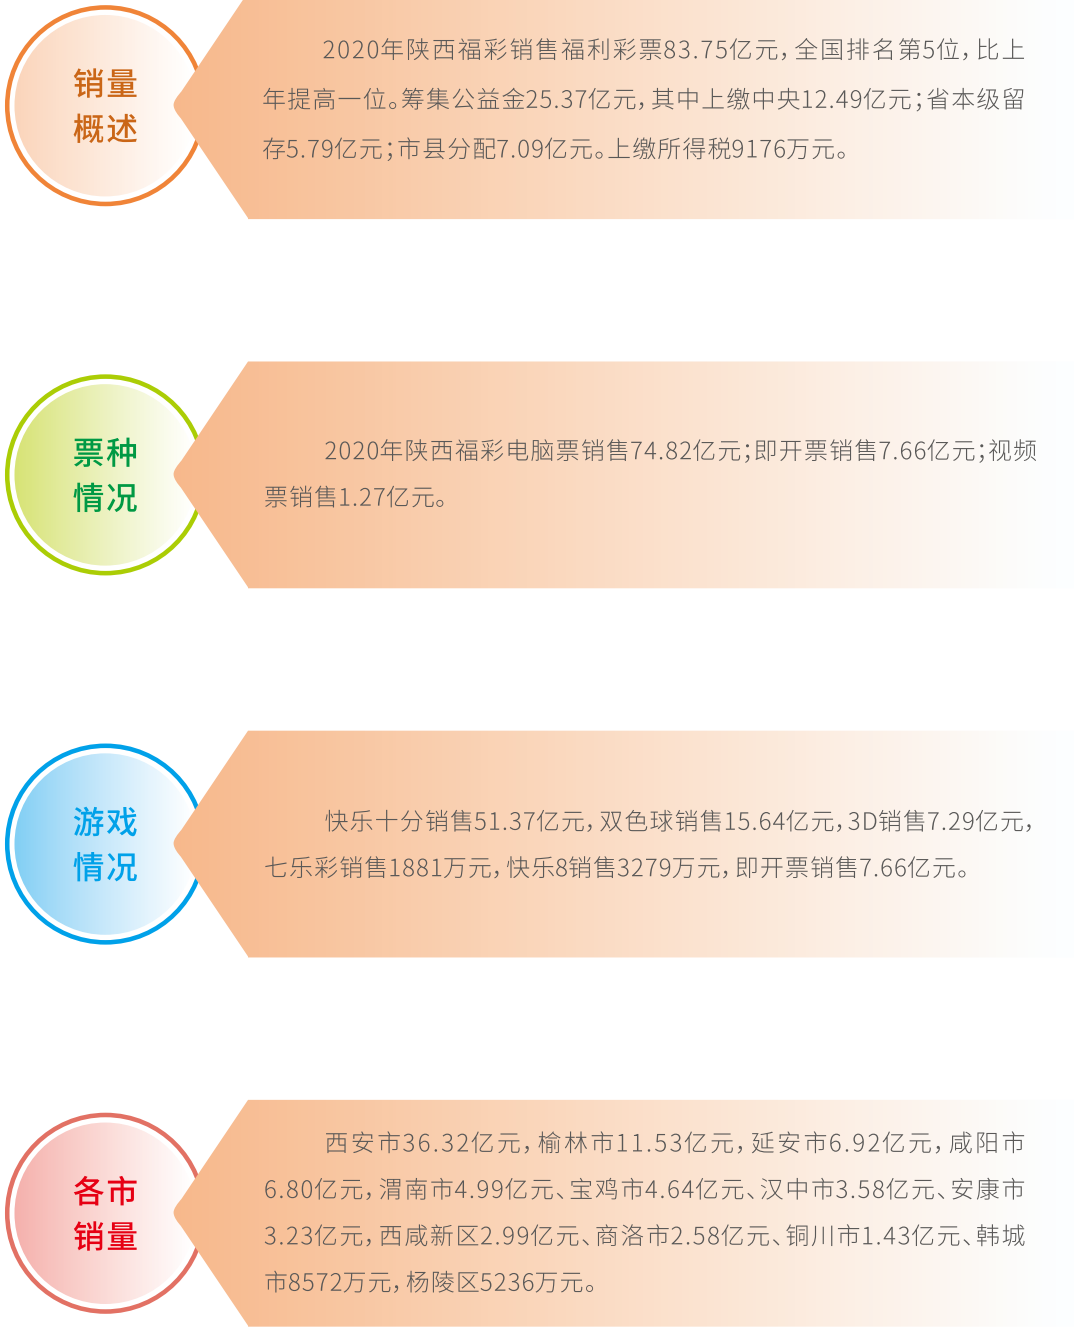 销量
概述
2020年陕西福彩销售福利彩票83.75亿元，全国排名第5位，比上
年提高一位。筹集公益金25.37亿元，其中上缴中央12.49亿元；省本级留
存5.79亿元；市县分配7.09亿元。上缴所得税9176万元。
票种
情况
2020年陕西福彩电脑票销售74.82亿元；即开票销售7.66亿元；视频
票销售1.27亿元。
游戏
情况
快乐十分销售51.37亿元，双色球销售15.64亿元，3D销售7.29亿元，
七乐彩销售1881万元，快乐8销售3279万元，即开票销售7.66亿元。
各市
销量
西安市36.32亿元，榆林市11.53亿元，延安市6.92亿元，咸阳市
6.80亿元，渭南市4.99亿元、宝鸡市4.64亿元、汉中市3.58亿元、安康市
3.23亿元，西咸新区2.99亿元、商洛市2.58亿元、铜川市1.43亿元、韩城
市8572万元，杨陵区5236万元。